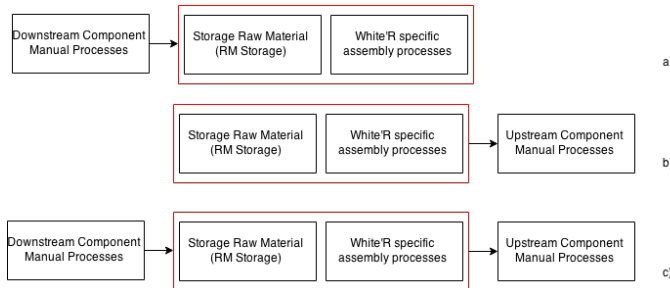 Downstream Component
Manual Processes
Storage Raw Material
(RM Storage)
White'R specific
assembly processes
a
Storage Raw Material
(RM Storage)
White'R specific
assembly processes
Upstream Component
Manual Processes
b)
Downstream Component
Manual Processes
Storage Raw Material
(RM Storage)
White'R specific
assembly processes
Upstream Component
Manual Processes
c)